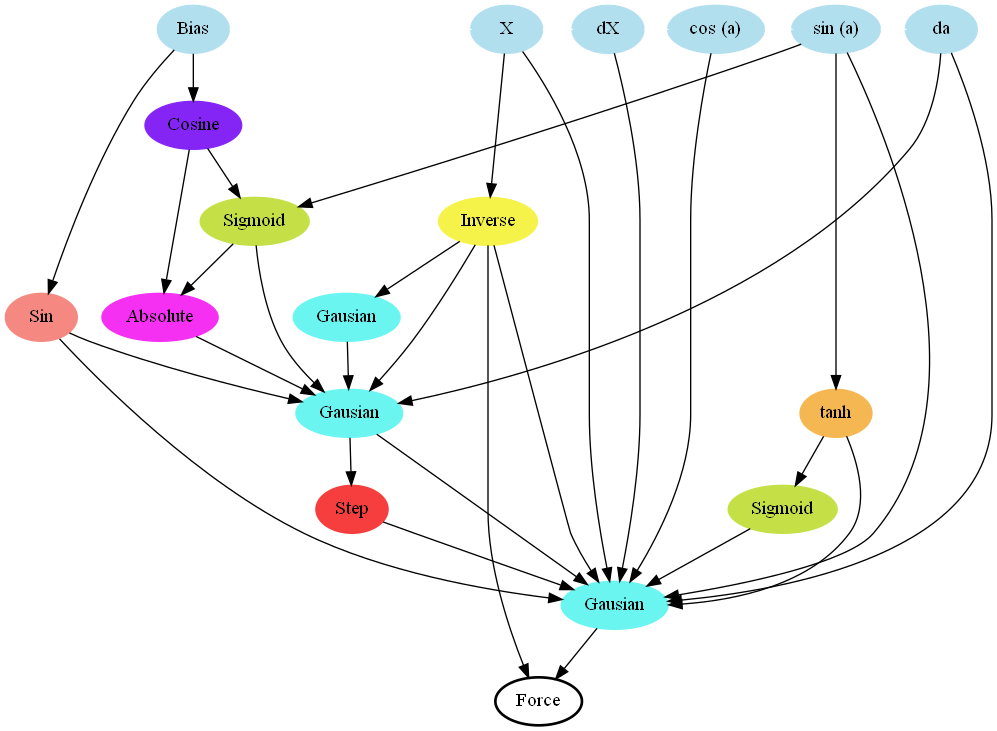 Bias
X
dX
cos (a)
sin (a)
da
Cosine
Sigmoid
Inverse
Sin
Absolute
Gausian
Gausian
tanh
Step
Sigmoid
Gausian
Force